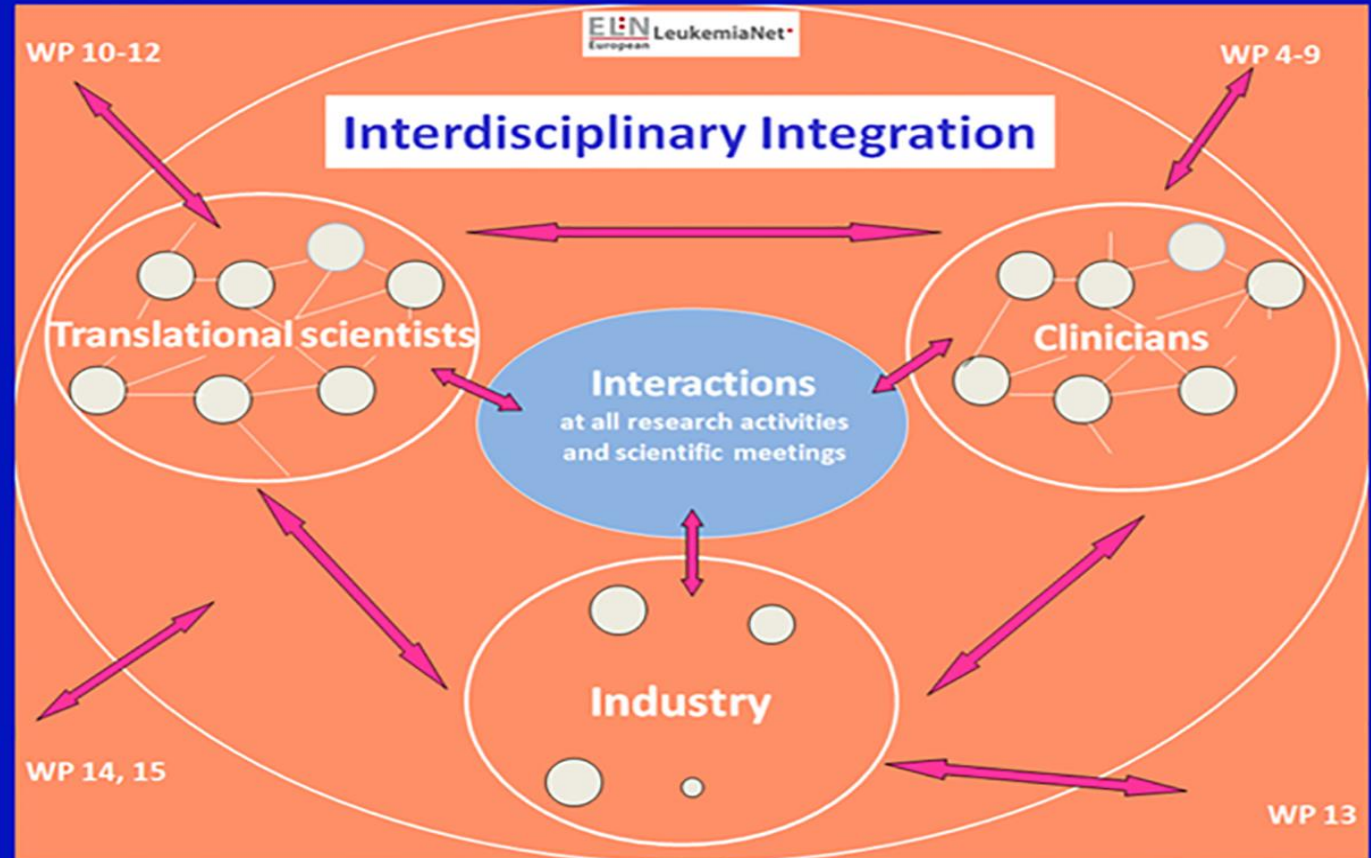 ELN LeukemiaNet
European
WP 10-12
WP 4-9
Interdisciplinary Integration
Translational scientists
Clinicians
Interactions
at all research activities
and scientific meetings
Industry
WP 14, 15
WP 13